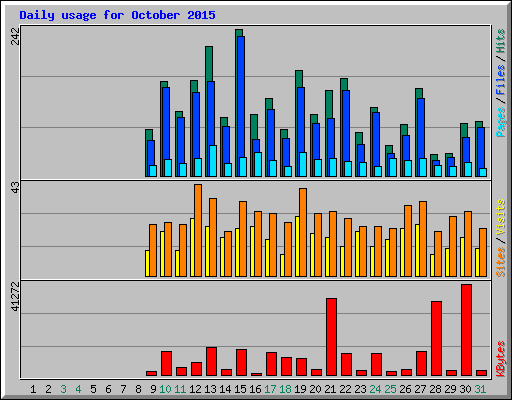 Daily usage for October 2015
242
Pages / Files / Hits
43
Sites / Visits
41272
KBytes
1 2 3 4 5 6 7 8 9 10 11 12 13 14 15 16 17 18 19 20 21 22 23 24 25 26 27 28 29 30 31